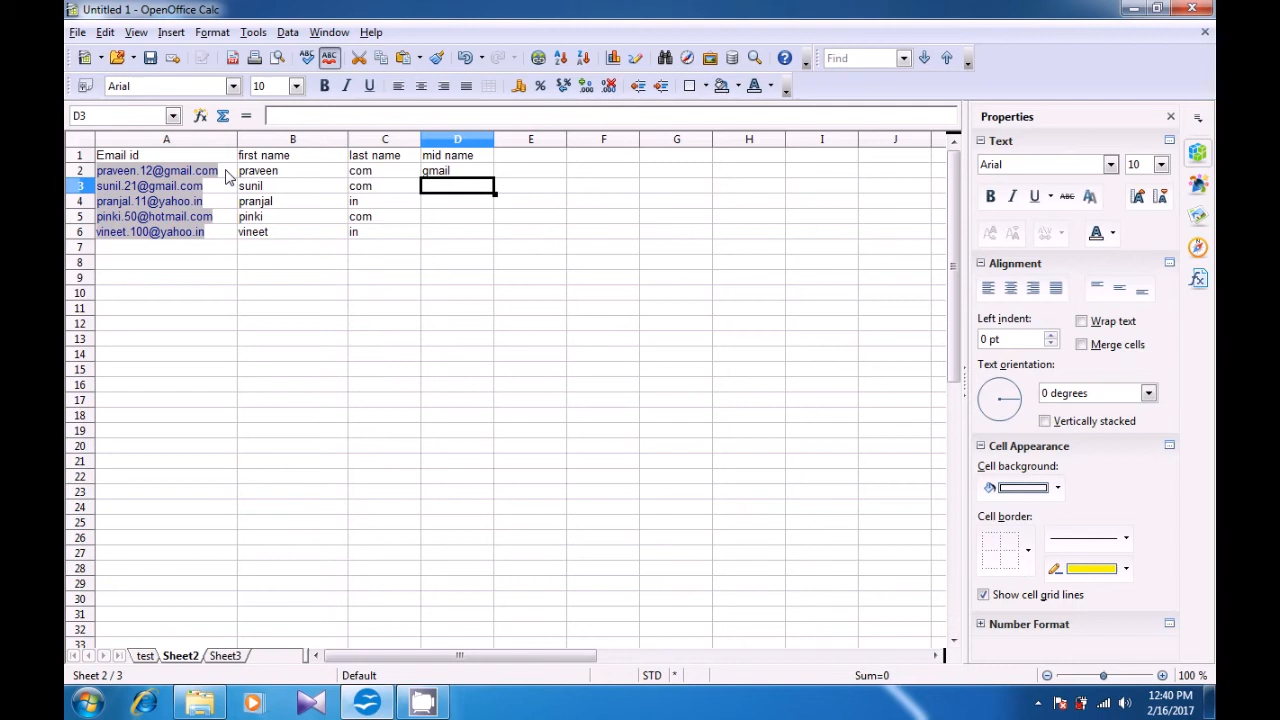 Untitled 1 - OpenOffice Calc
File Edit View Insert Format Tools Data Window Help
Find
Arial 10
D3
A B C D E F G H I J
1 Email id first name last name mid name
2 praveen.12@gmail.com praveen com gmail
3 sunil.21@gmail.com sunil com
4 pranjal.11@yahoo.in pranjal in
5 pinki.50@hotmail.com pinki com
6 vineet.100@yahoo.in vineet in
7
8
9
10
11
12
13
14
15
16
17
18
19
20
21
22
23
24
25
26
27
28
29
30
31
32
33
test Sheet2 Sheet3
Sheet 2 / 3 Default STD * Sum=0 100 %
Properties
Text
Arial 10
Alignment
Left indent: Wrap text
0 pt Merge cells
Text orientation:
0 degrees
Vertically stacked
Cell Appearance
Cell background:
Cell border:
Show cell grid lines
Number Format
12:40 PM
2/16/2017